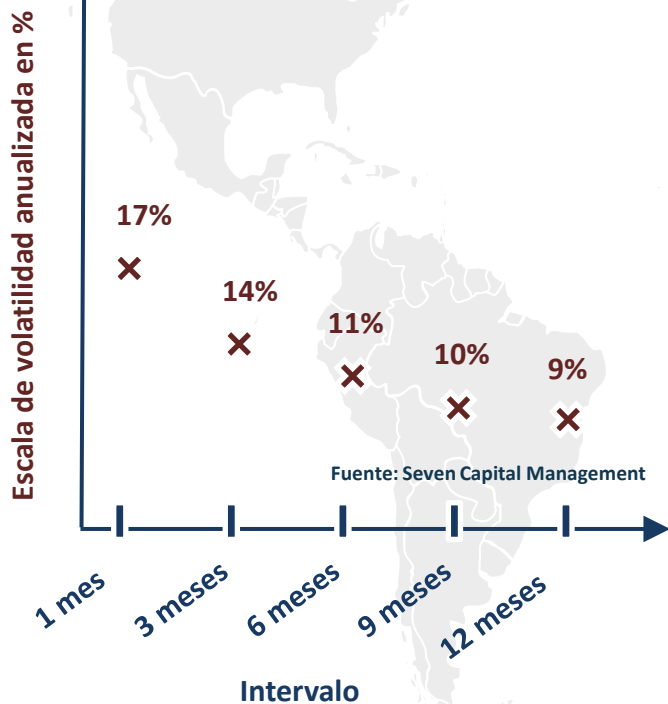 Escala de volatilidad anualizada en %
17%
14%
11%
10%
9%
Fuente: Seven Capital Management
1 mes
3 meses
6 meses
9 meses
12 meses
Intervalo